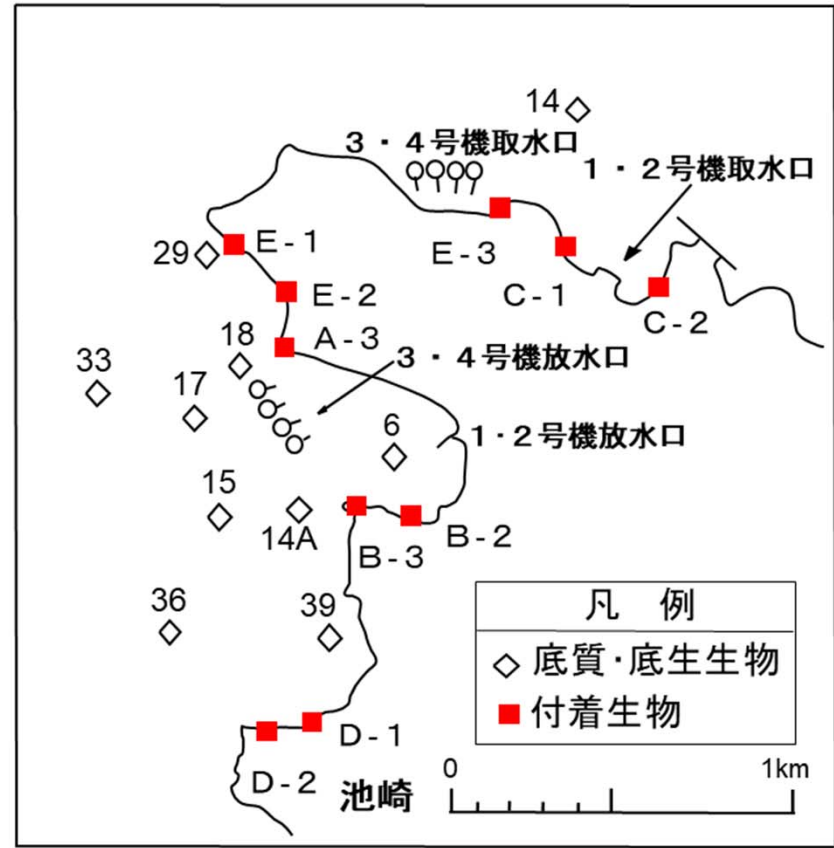 14
3・4号機取水口
1・2号機取水口
E-1
29
E-3
E-2
C-1
C-2
A-3
18
3・4号機放水口
33
17
6
1・2号機放水口
15
14A
B-3
B-2
36
39
凡 例
底質・底生生物
付着生物
D-1
D-2
池崎
0
1km